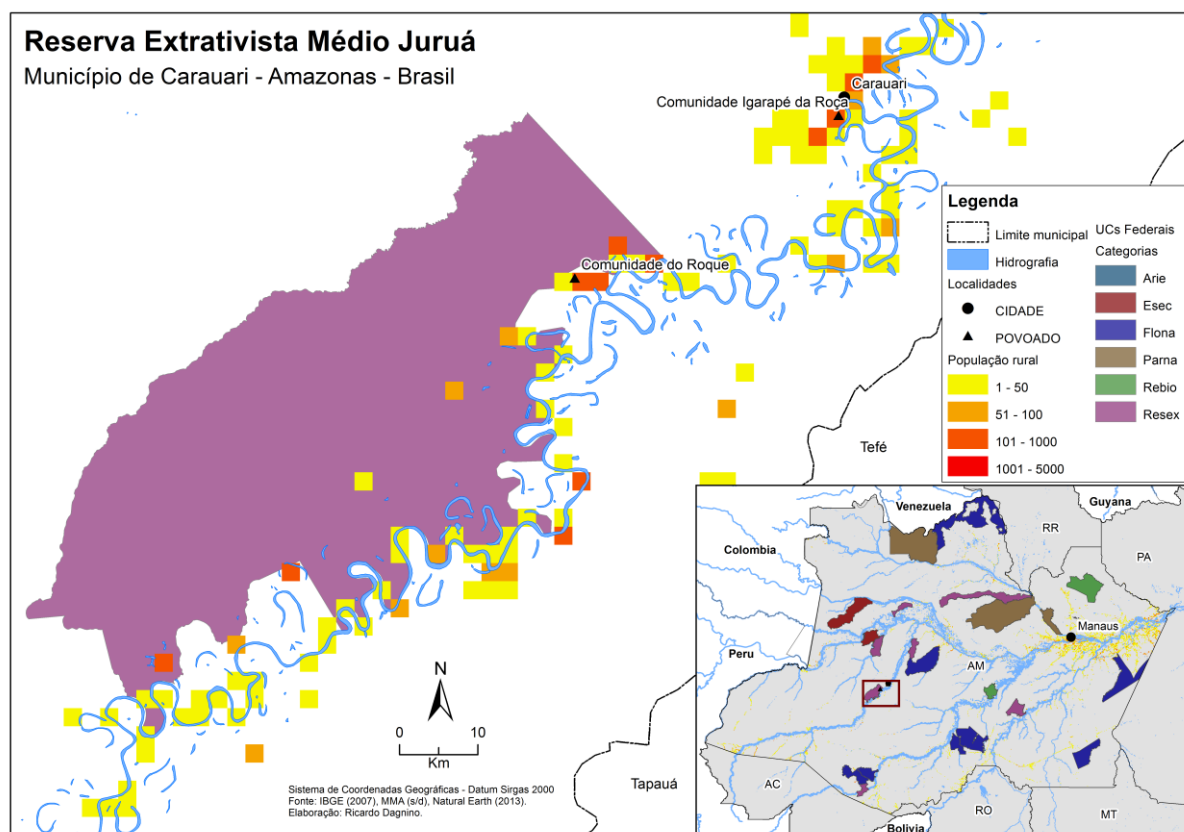 Reserva Extrativista Médio Juruá
Município de Carauari - Amazonas - Brasil
Carauari
Comunidade Igarapé da Roça
Comunidade do Roque
Tefé
Tapauá
N
0 10
Km
Sistema de Coordenadas Geográficas - Datum Sirgas 2000
Fonte: IBGE (2007), MMA (s/d), Natural Earth (2013).
Elaboração: Ricardo Dagnino.
Legenda
Limite municipal
Hidrografia
Localidades
CIDADE
POVOADO
População rural
1 - 50
51 - 100
101 - 1000
1001 - 5000
UCs Federais
Categorias
Arie
Esec
Flona
Parna
Rebio
Resex
Venezuela
Guyana
Colombia
RR
PA
Manaus
Peru
AM
AC
RO
MT
Bolivia